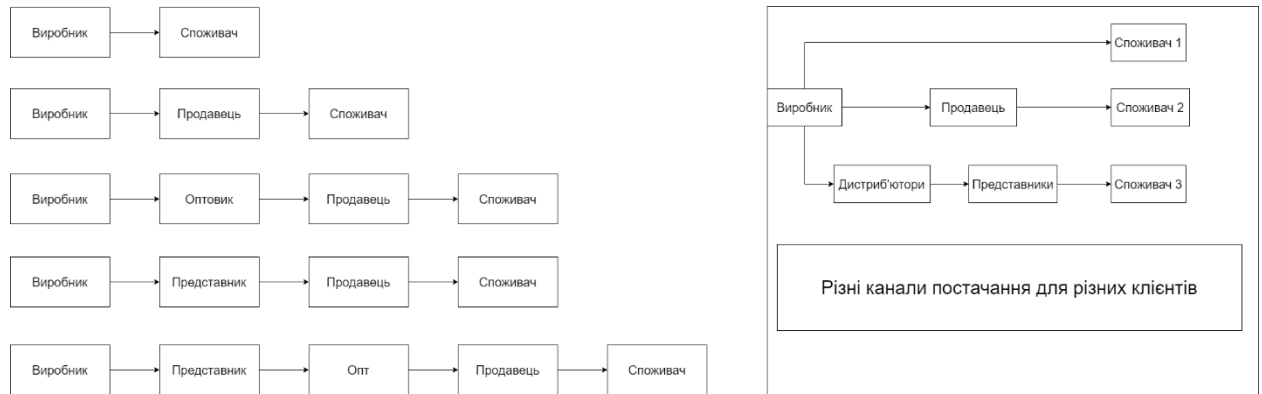 Виробник
Споживач
Виробник
Продавець
Споживач
Виробник
Оптовик
Продавець
Споживач
Виробник
Представник
Продавець
Споживач
Виробник
Представник
Опт
Продавець
Споживач
Споживач 1
Виробник
Продавець
Споживач 2
Дистриб'ютори
Представники
Споживач 3
Різні канали постачання для різних клієнтів